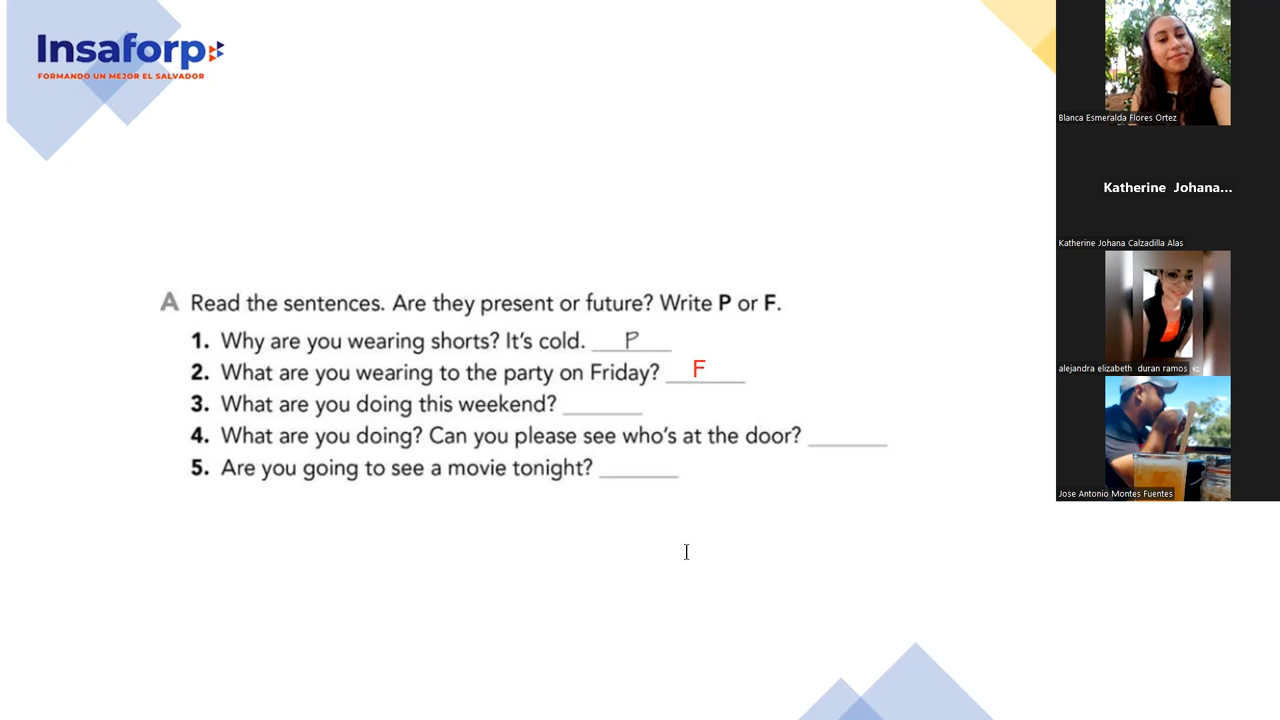 Insaforp
FORMANDO UN MEJOR EL SALVADOR
A Read the sentences. Are they present or future? Write P or F.
1. Why are you wearing shorts? It's cold. P
2. What are you wearing to the party on Friday? F
3. What are you doing this weekend? ______
4. What are you doing? Can you please see who's at the door? ______
5. Are you going to see a movie tonight? ______
Blanca Esmeralda Flores Ortez
Katherine Johana...
Katherine Johana Calzadilla Alas
alejandra elizabeth duran ramos
Jose Antonio Montes Fuentes